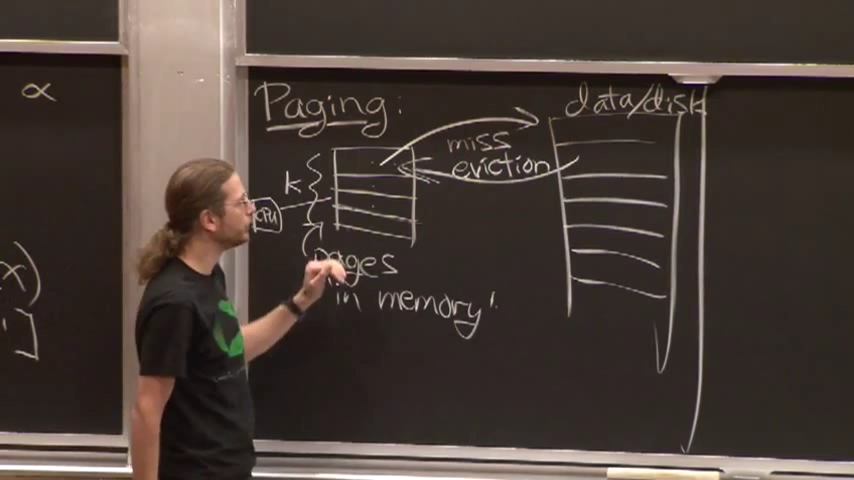 α
x)
]
Paging:
data/disk
miss
eviction
k
CPU
pages
in memory